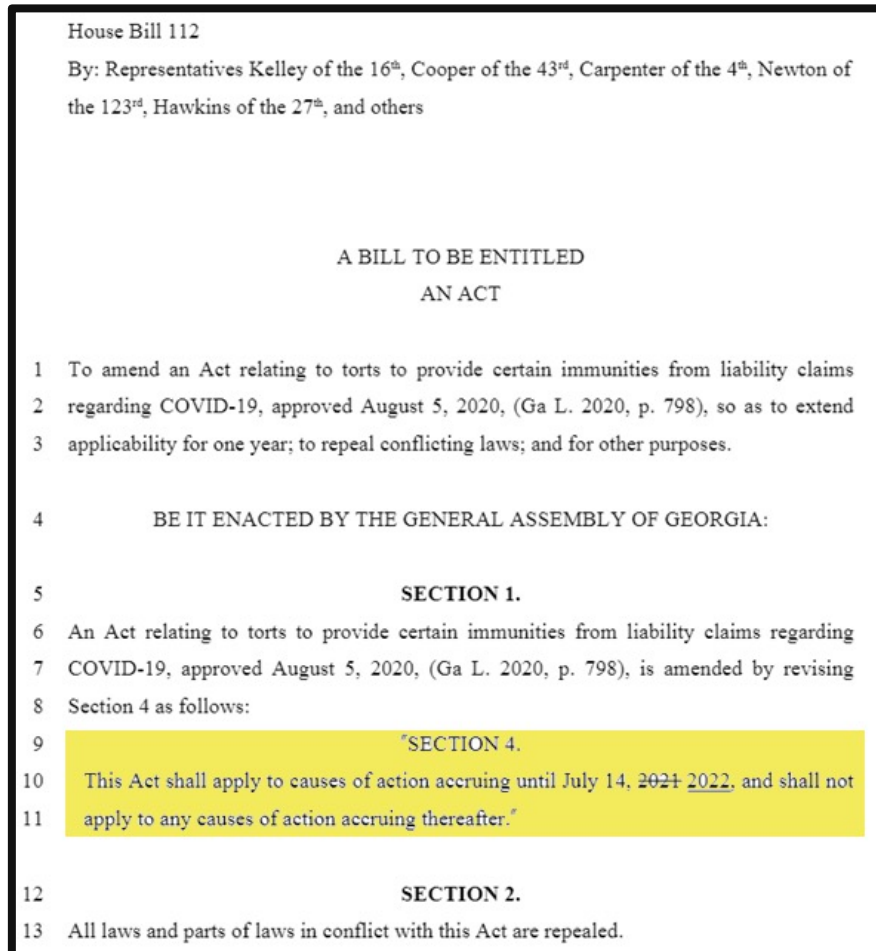 House Bill 112
By: Representatives Kelley of the 16th, Cooper of the 43rd, Carpenter of the 4th, Newton of
the 123rd, Hawkins of the 27th, and others
A BILL TO BE ENTITLED
AN ACT
1 To amend an Act relating to torts to provide certain immunities from liability claims
2 regarding COVID-19, approved August 5, 2020, (Ga L. 2020, p. 798), so as to extend
3 applicability for one year; to repeal conflicting laws; and for other purposes.
4 BE IT ENACTED BY THE GENERAL ASSEMBLY OF GEORGIA:
5 SECTION 1.
6 An Act relating to torts to provide certain immunities from liability claims regarding
7 COVID-19, approved August 5, 2020, (Ga L. 2020, p. 798), is amended by revising
8 Section 4 as follows:
9 "SECTION 4.
10 This Act shall apply to causes of action accruing until July 14, 2021 2022, and shall not
11 apply to any causes of action accruing thereafter."
12 SECTION 2.
13 All laws and parts of laws in conflict with this Act are repealed.